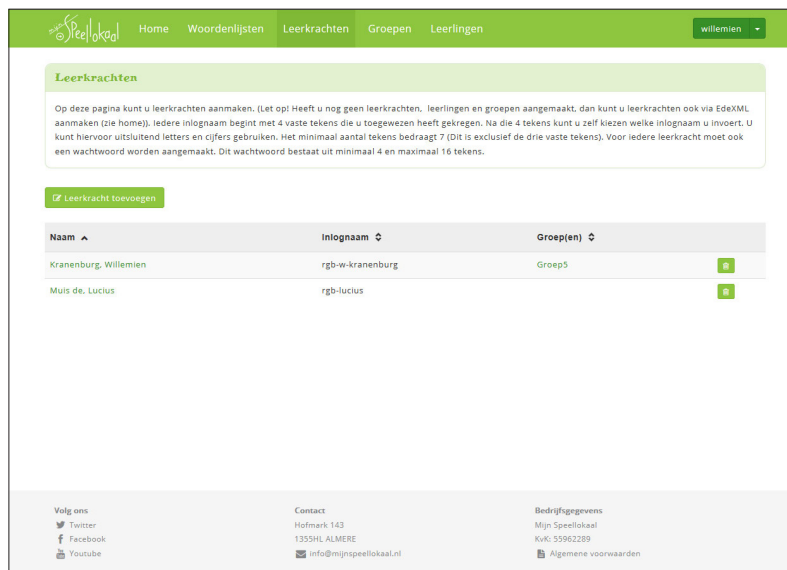 mijn Speellokaal Home Woordenlijsten Leerkrachten Groepen Leerlingen willemien
Leerkrachten
Op deze pagina kunt u leerkrachten aanmaken. (Let op! Heeft u nog geen leerkrachten, leerlingen en groepen aangemaakt, dan kunt u leerkrachten ook via EdeXML
aanmaken (zie home)). Iedere inlognaam begint met 4 vaste tekens die u toegewezen heeft gekregen. Na die 4 tekens kunt u zelf kiezen welke inlognaam u invoert. U
kunt hiervoor uitsluitend letters en cijfers gebruiken. Het minimaal aantal tekens bedraagt 7 (Dit is exclusief de drie vaste tekens). Voor iedere leerkracht moet ook
een wachtwoord worden aangemaakt. Dit wachtwoord bestaat uit minimaal 4 en maximaal 16 tekens.
Leerkracht toevoegen
Naam Inlognaam Groep(en)
Kranenburg, Willemien rgb-w-kranenburg Groep5
Muis de, Lucius rgb-lucius
Volg ons Contact Bedrijfsgegevens
Twitter Hofmark 143 Mijn Speellokaal
Facebook 1355HL ALMERE KvK: 55962289
Youtube info@mijnspeellokaal.nl Algemene voorwaarden